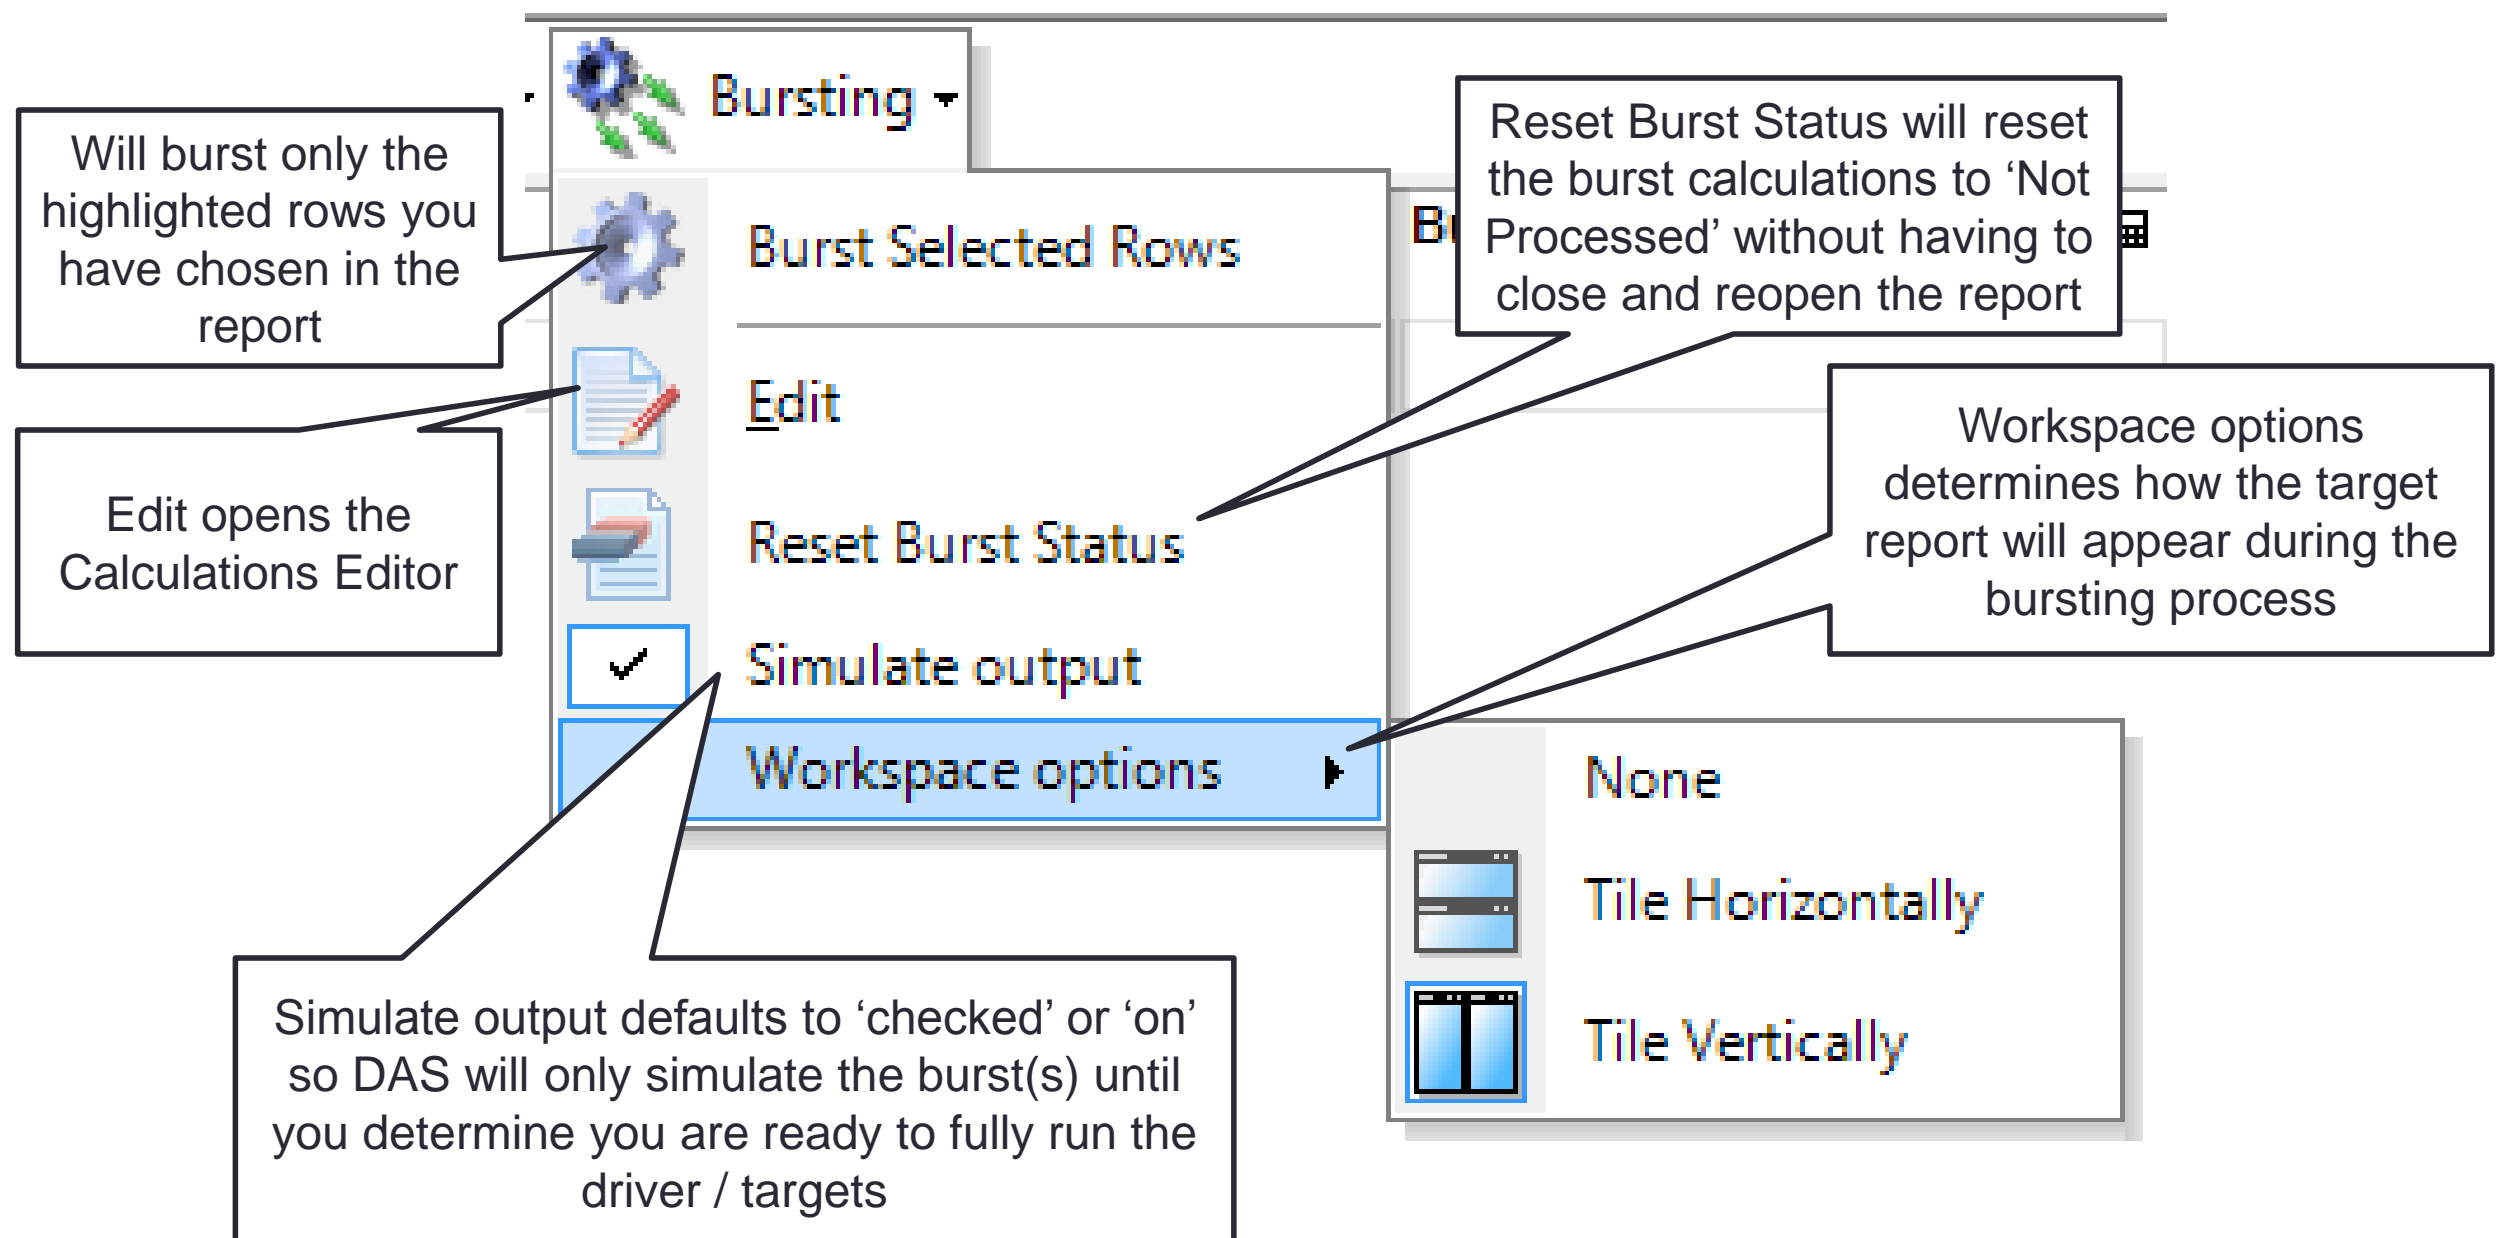 Bursting
Will burst only the
highlighted rows you
have chosen in the
report
Reset Burst Status will reset
the burst calculations to ‘Not
Processed’ without having to
close and reopen the report
Burst Selected Rows
Edit
Edit opens the
Calculations Editor
Workspace options
determines how the target
report will appear during the
bursting process
Reset Burst Status
Simulate output
Workspace options
None
Tile Horizontally
Tile Vertically
Simulate output defaults to ‘checked’ or ‘on’
so DAS will only simulate the burst(s) until
you determine you are ready to fully run the
driver / targets